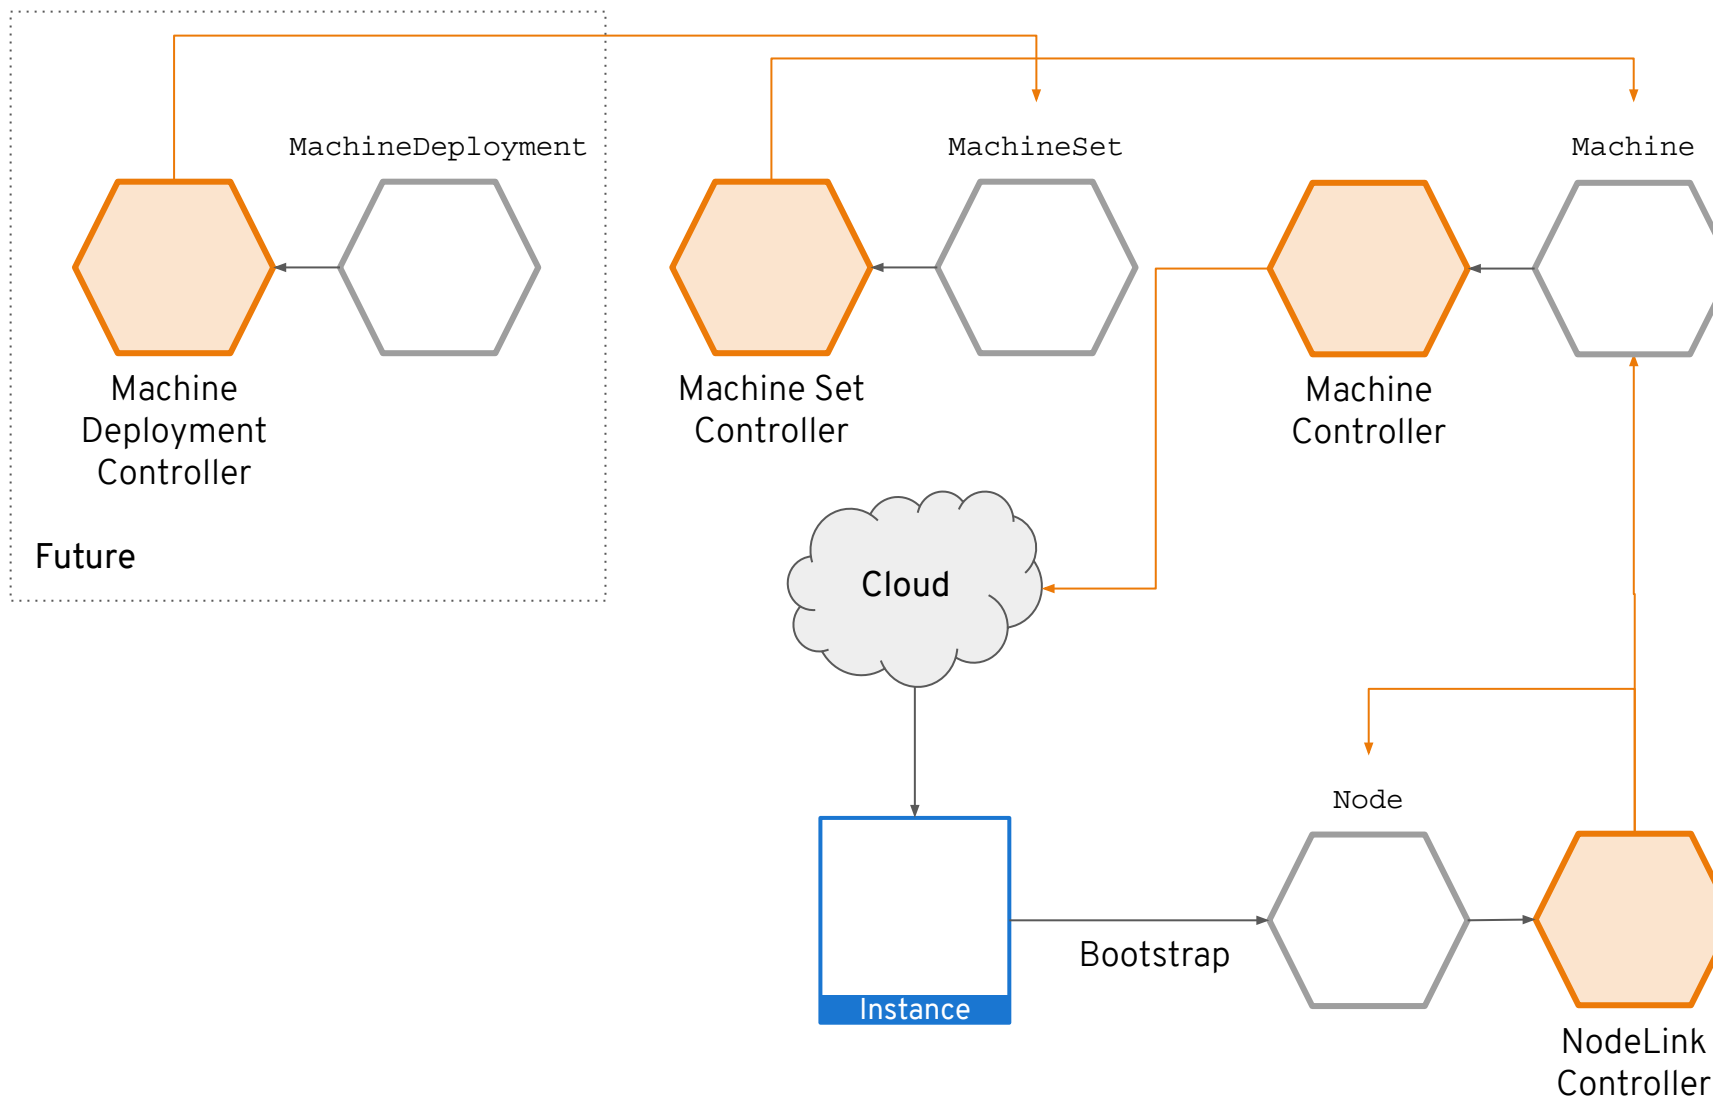 MachineDeployment
MachineSet
Machine
Machine
Deployment
Controller
Machine Set
Controller
Machine
Controller
Future
Cloud
Node
Bootstrap
Instance
NodeLink
Controller